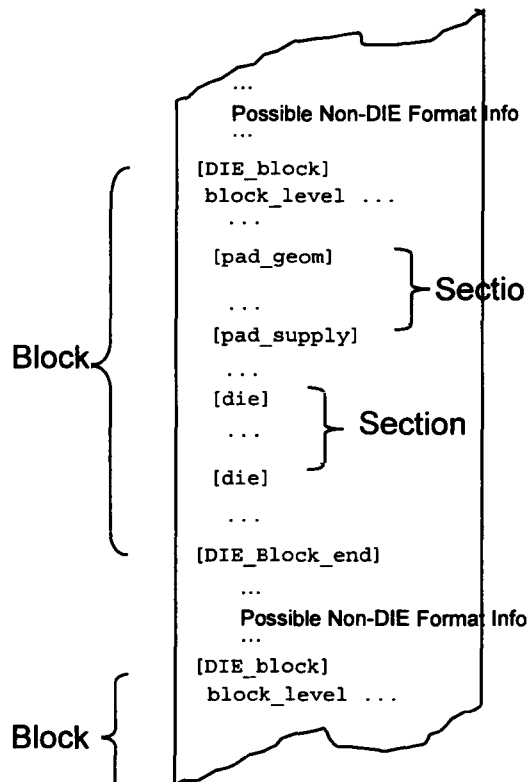 ...
Possible Non-DIE Format Info
...
[DIE_block]
block_level ...
...
[pad_geom]
Sectio
...
[pad_supply]
Block
...
[die]
...
Section
[die]
...
[DIE_Block_end]
...
Possible Non-DIE Format Info
...
[DIE_block]
block_level ...
Block